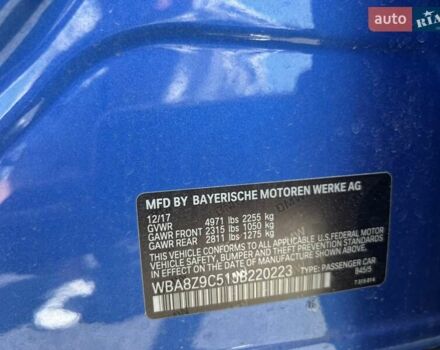 auto RIA
MFD BY BAYERISCHE MOTOREN WERKE AG
12/17
GVWR 4971 lbs 2255 kg
GAWR FRONT 2315 lbs 1050 kg
GAWR REAR 2811 lbs 1275 kg
THIS VEHICLE CONFORMS TO ALL APPLICABLE U.S.FEDERAL MOTOR
VEHICLE SAFETY, BUMPER AND THEFT PREVENTION STANDARDS IN
EFFECT ON THE DATE OF MANUFACTURE SHOWN ABOVE.
TYPE: PASSENGER CAR